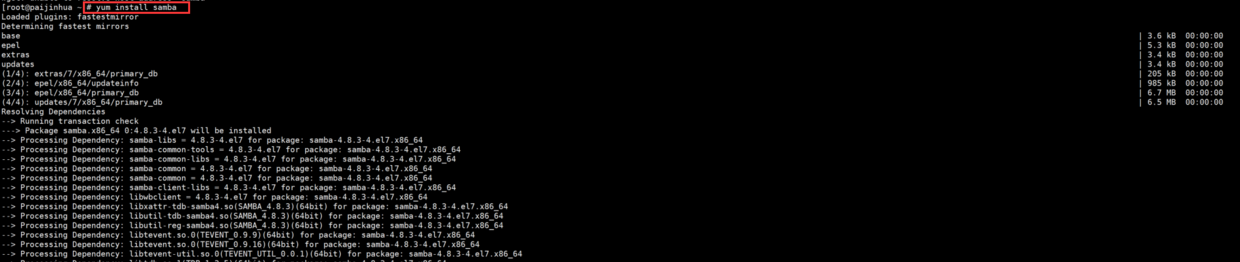 [root@paijinhua ~ # yum install samba
Loaded plugins: fastestmirror
Determining fastest mirrors
base | 3.6 kB 00:00:00
epel | 5.3 kB 00:00:00
extras | 3.4 kB 00:00:00
updates | 3.4 kB 00:00:00
(1/4): extras/7/x86_64/primary_db | 205 kB 00:00:00
(2/4): epel/x86_64/updateinfo | 985 kB 00:00:00
(3/4): epel/x86_64/primary_db | 6.7 MB 00:00:00
(4/4): updates/7/x86_64/primary_db | 6.5 MB 00:00:00
Resolving Dependencies
--> Running transaction check
---> Package samba.x86_64 0:4.8.3-4.el7 will be installed
--> Processing Dependency: samba-libs = 4.8.3-4.el7 for package: samba-4.8.3-4.el7.x86_64
--> Processing Dependency: samba-common-tools = 4.8.3-4.el7 for package: samba-4.8.3-4.el7.x86_64
--> Processing Dependency: samba-common-libs = 4.8.3-4.el7 for package: samba-4.8.3-4.el7.x86_64
--> Processing Dependency: samba-common = 4.8.3-4.el7 for package: samba-4.8.3-4.el7.x86_64
--> Processing Dependency: samba-common = 4.8.3-4.el7 for package: samba-4.8.3-4.el7.x86_64
--> Processing Dependency: samba-client-libs = 4.8.3-4.el7 for package: samba-4.8.3-4.el7.x86_64
--> Processing Dependency: libwbclient = 4.8.3-4.el7 for package: samba-4.8.3-4.el7.x86_64
--> Processing Dependency: libxattr-tdb-samba4.so(SAMBA_4.8.3)(64bit) for package: samba-4.8.3-4.el7.x86_64
--> Processing Dependency: libutil-tdb-samba4.so(SAMBA_4.8.3)(64bit) for package: samba-4.8.3-4.el7.x86_64
--> Processing Dependency: libutil-reg-samba4.so(SAMBA_4.8.3)(64bit) for package: samba-4.8.3-4.el7.x86_64
--> Processing Dependency: libtevent.so.0(TEVENT_0.9.9)(64bit) for package: samba-4.8.3-4.el7.x86_64
--> Processing Dependency: libtevent.so.0(TEVENT_0.9.16)(64bit) for package: samba-4.8.3-4.el7.x86_64
--> Processing Dependency: libtevent-util.so.0(TEVENT_UTIL_0.0.1)(64bit) for package: samba-4.8.3-4.el7.x86_64